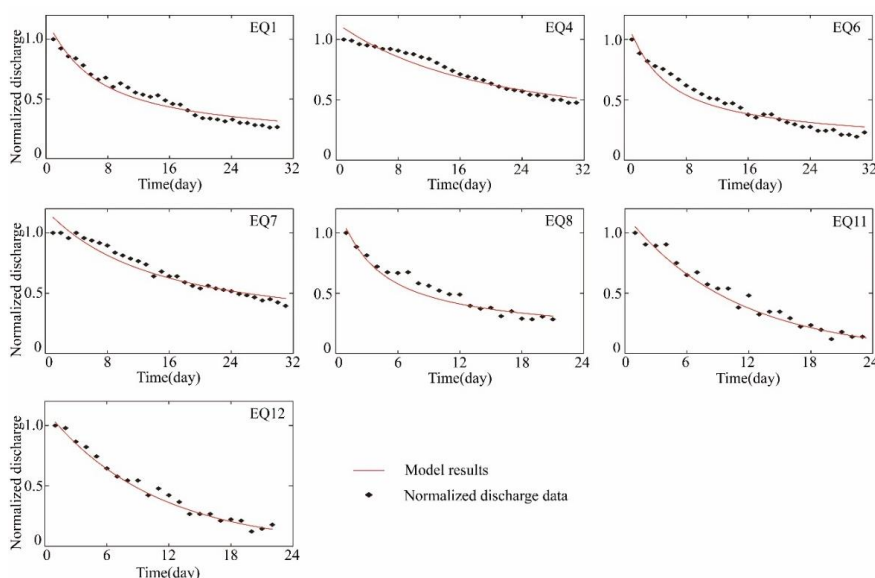 EQ1
EQ4
EQ6
Normalized discharge
1.0
0.5
0
0 8 16 24 32
Time(day)
1.0
0.5
0
0 8 16 24 32
Time(day)
1.0
0.5
0
0 8 16 24 32
Time(day)
EQ7
EQ8
EQ11
Normalized discharge
1.0
0.5
0
0 8 16 24 32
Time(day)
1.0
0.5
0
0 6 12 18 24
Time(day)
1.0
0.5
0
0 6 12 18 24
Time(day)
EQ12
Normalized discharge
1.0
0.5
0
0 6 12 18 24
Time(day)
Model results
Normalized discharge data